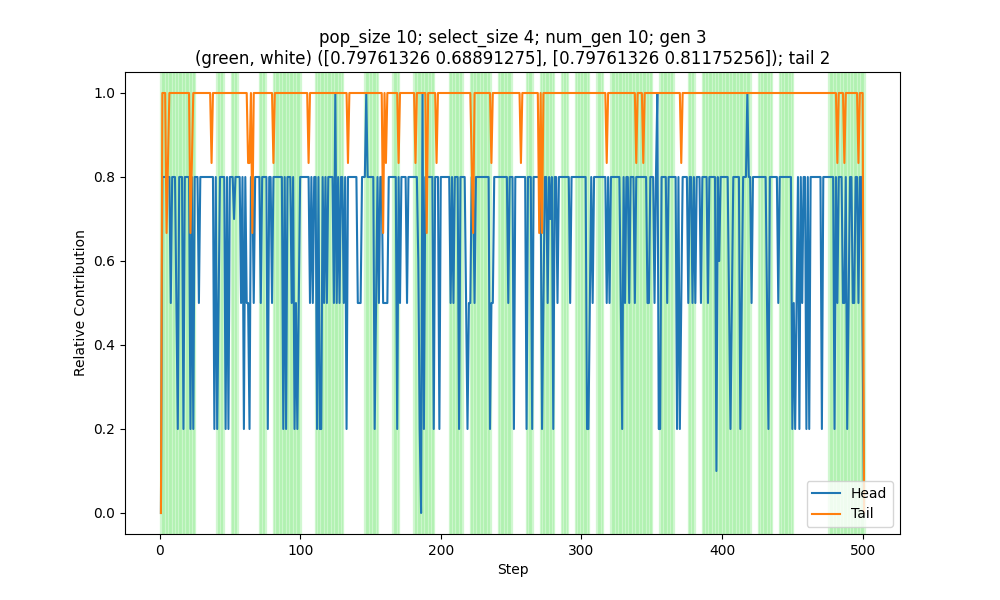 pop_size 10; select_size 4; num_gen 10; gen 3
(green, white) ([0.79761326 0.68891275], [0.79761326 0.81175256]); tail 2
1.0
0.8
0.6
0.4
0.2
0.0
Relative Contribution
0
100
200
300
400
500
Step
Head
Tail